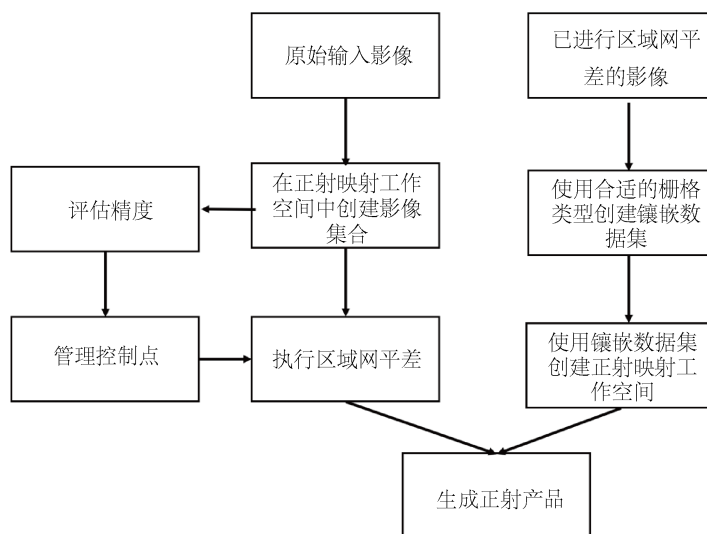 原始输入影像
已进行区域网平
差的影像
评估精度
在正射映射工作
空间中创建影像
集合
使用合适的栅格
类型创建镶嵌数
据集
管理控制点
执行区域网平差
使用镶嵌数据集
创建正射映射工
作空间
生成正射产品